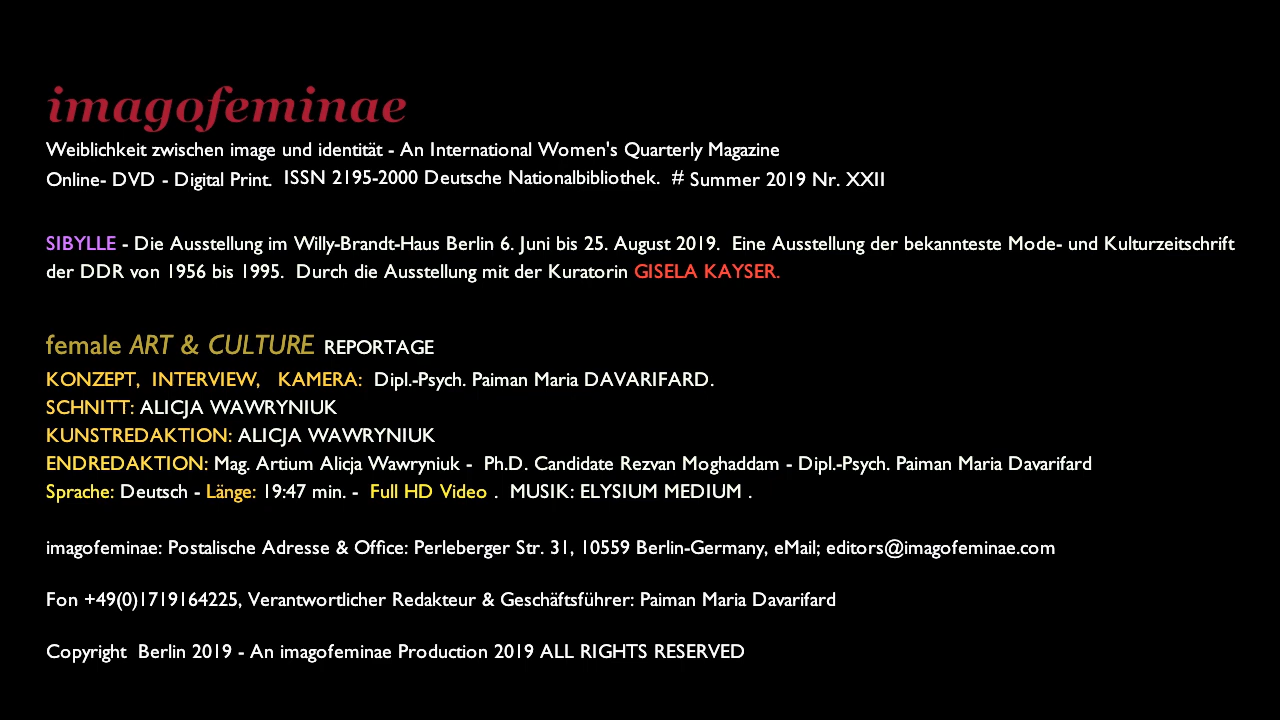 imagofeminae
Weiblichkeit zwischen image und identität - An International Women's Quarterly Magazine
Online- DVD - Digital Print. ISSN 2195-2000 Deutsche Nationalbibliothek. # Summer 2019 Nr. XXII
SIBYLLE - Die Ausstellung im Willy-Brandt-Haus Berlin 6. Juni bis 25. August 2019. Eine Ausstellung der bekannteste Mode- und Kulturzeitschrift
der DDR von 1956 bis 1995. Durch die Ausstellung mit der Kuratorin GISELA KAYSER.
female ART & CULTURE REPORTAGE
KONZEPT, INTERVIEW, KAMERA: Dipl.-Psych. Paiman Maria DAVARIFARD.
SCHNITT: ALICJA WAWRYNIUK
KUNSTREDAKTION: ALICJA WAWRYNIUK
ENDREDAKTION: Mag. Artium Alicja Wawryniuk - Ph.D. Candidate Rezvan Moghaddam - Dipl.-Psych. Paiman Maria Davarifard
Sprache: Deutsch - Länge: 19:47 min. - Full HD Video . MUSIK: ELYSIUM MEDIUM .
imagofeminae: Postalische Adresse & Office: Perleberger Str. 31, 10559 Berlin-Germany, eMail; editors@imagofeminae.com
Fon +49(0)1719164225, Verantwortlicher Redakteur & Geschäftsführer: Paiman Maria Davarifard
Copyright Berlin 2019 - An imagofeminae Production 2019 ALL RIGHTS RESERVED